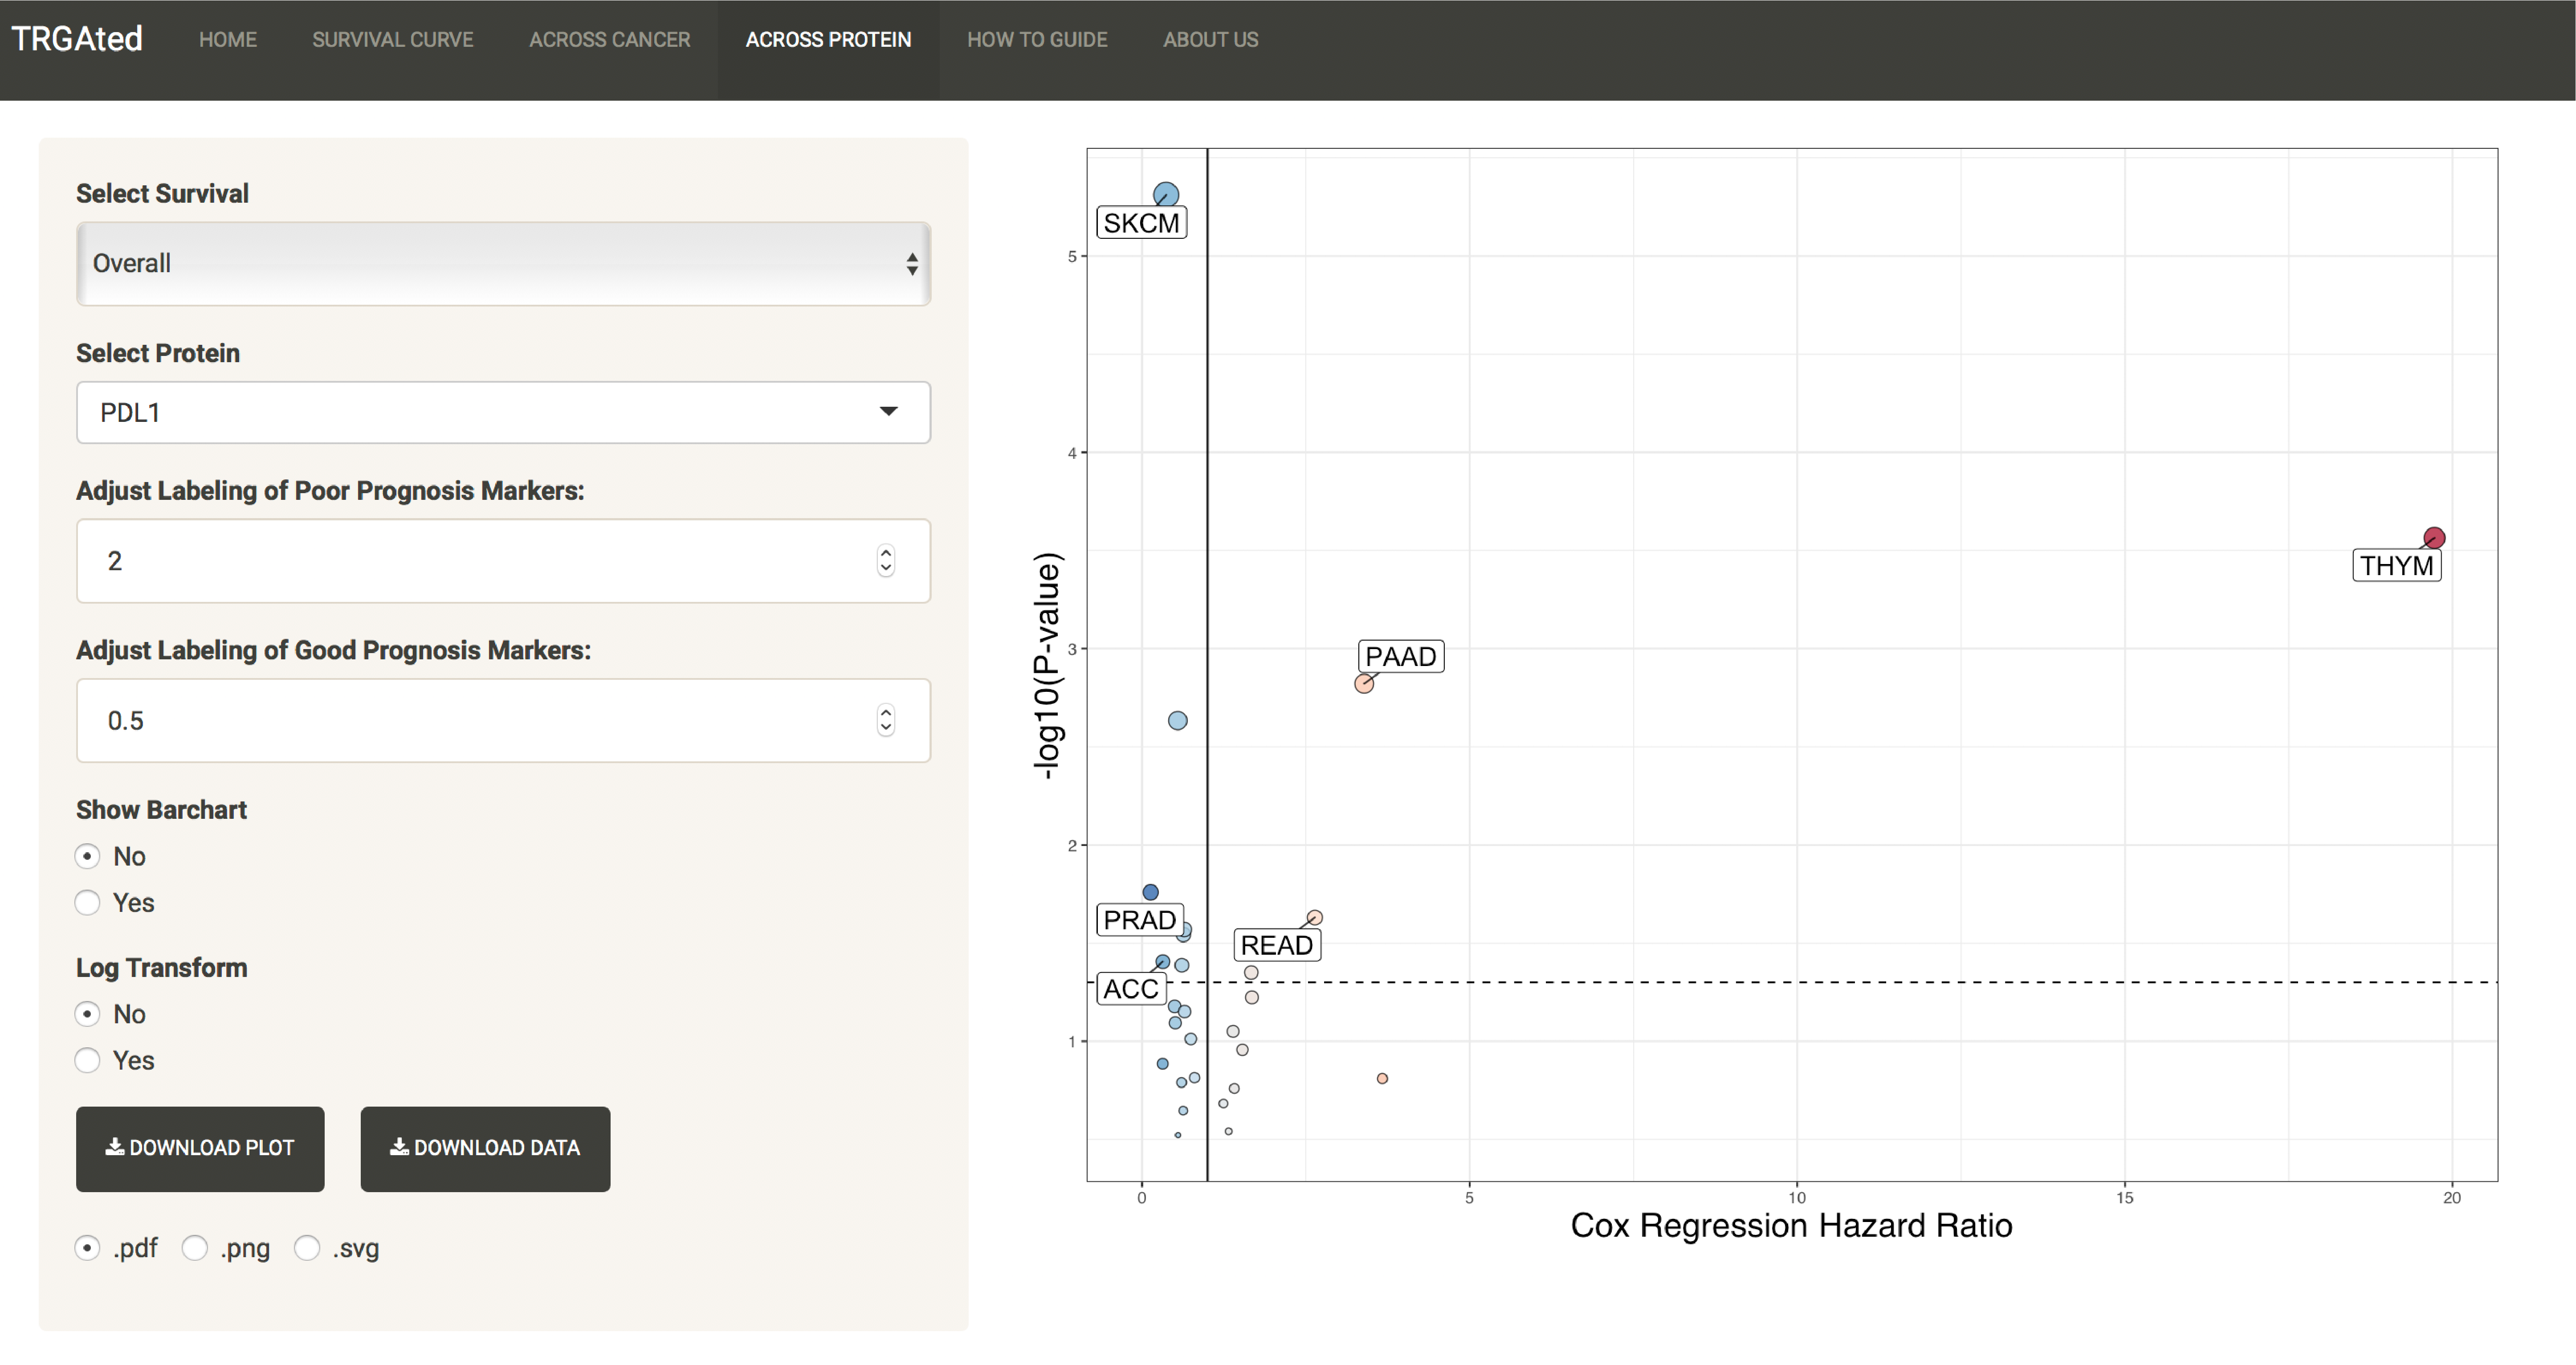 TRGAted HOME SURVIVAL CURVE ACROSS CANCER ACROSS PROTEIN HOW TO GUIDE ABOUT US
Select Survival
Overall
Select Protein
PDL1
Adjust Labeling of Poor Prognosis Markers:
2
Adjust Labeling of Good Prognosis Markers:
0.5
Show Barchart
No
Yes
Log Transform
No
Yes
DOWNLOAD PLOT DOWNLOAD DATA
.pdf .png .svg
-log10(P-value)
5
4
3
2
1
SKCM
THYM
PAAD
PRAD
READ
ACC
0 5 10 15 20
Cox Regression Hazard Ratio